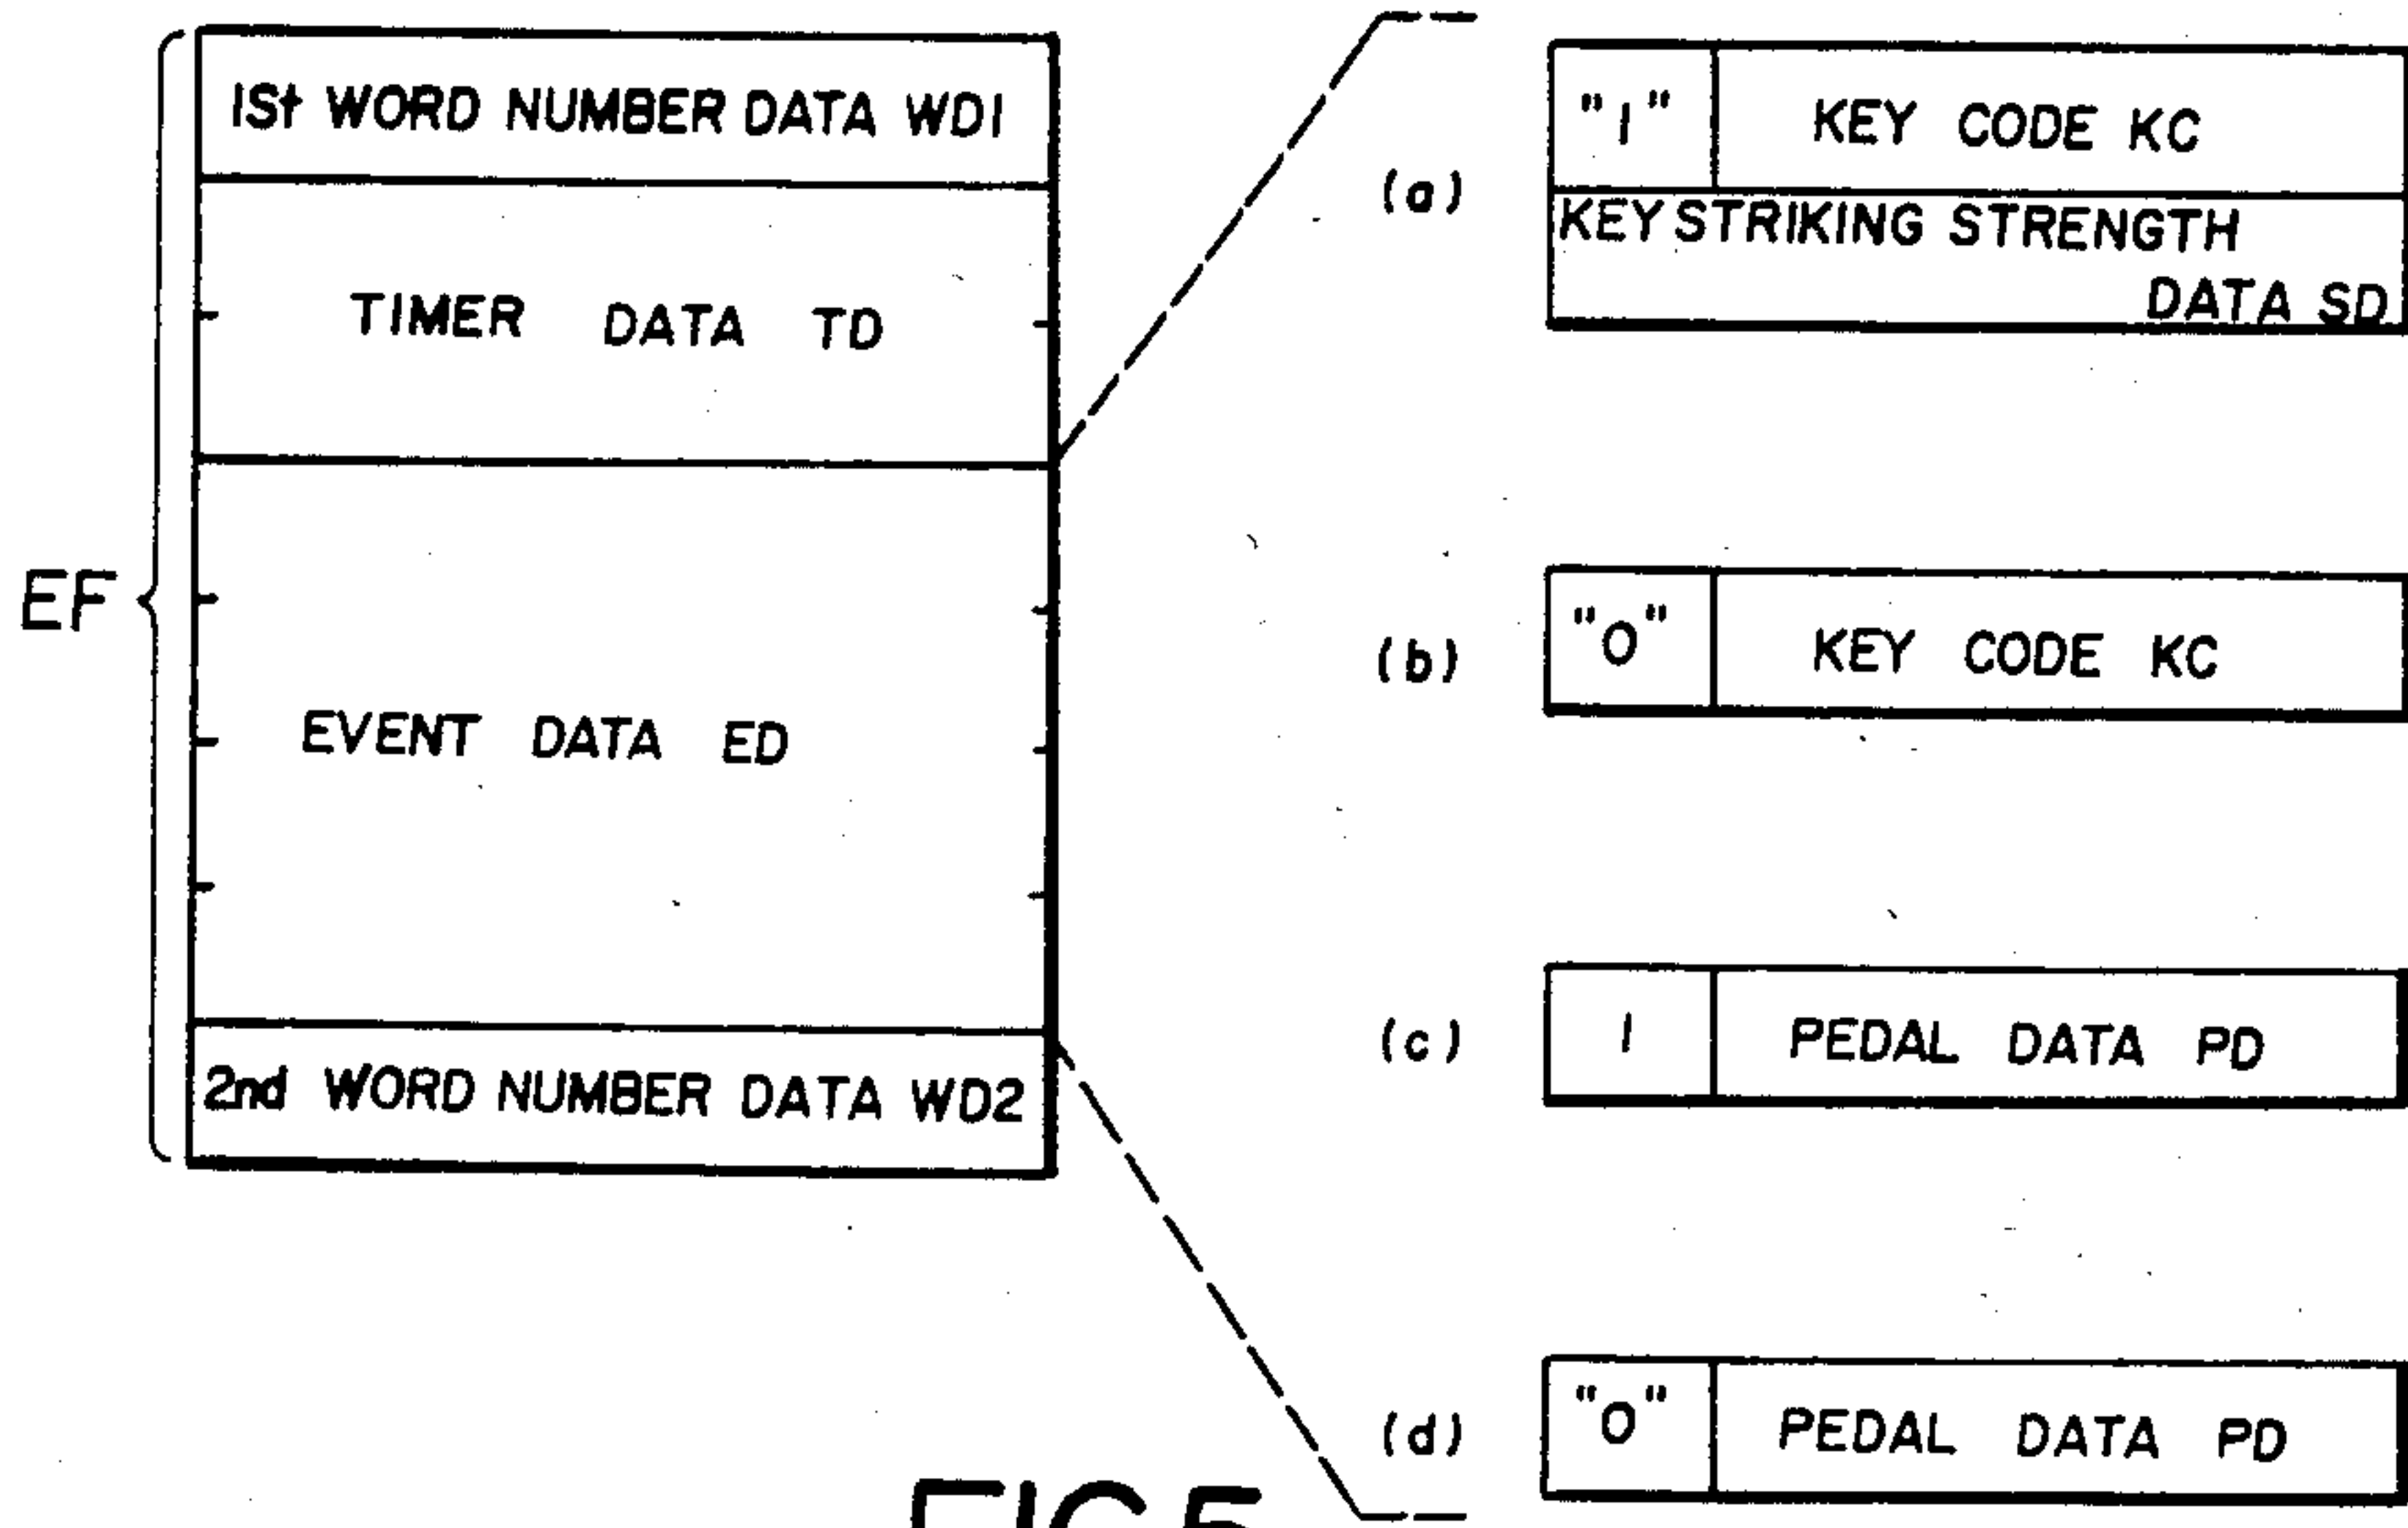 1St WORD NUMBER DATA WD1
TIMER DATA TD
EF
EVENT DATA ED
2nd WORD NUMBER DATA WD2
(a)
"1" KEY CODE KC
KEY STRIKING STRENGTH
DATA SD
(b)
"0" KEY CODE KC
(c)
1 PEDAL DATA PD
(d)
"0" PEDAL DATA PD
FIG5